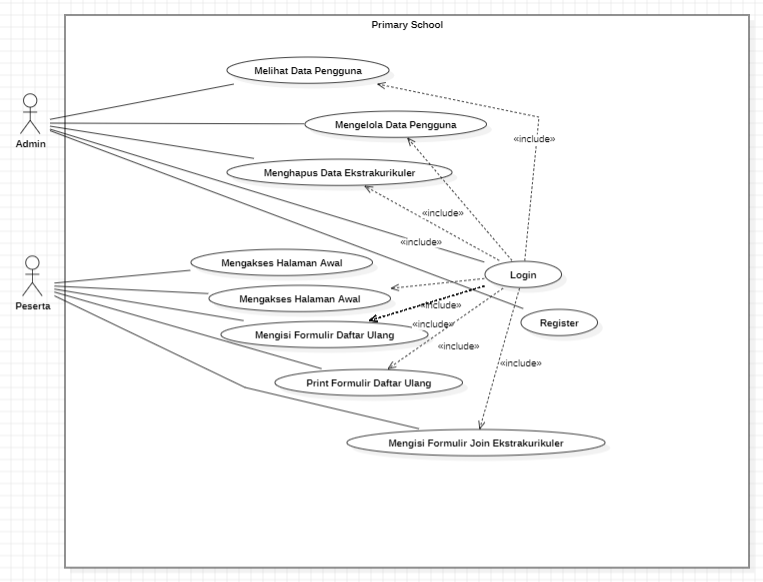 Primary School
Melihat Data Pengguna
Mengelola Data Pengguna
«include»
Admin
Menghapus Data Ekstrakurikuler
«include»
«include»
Mengakses Halaman Awal
Login
Mengakses Halaman Awal
Peserta
«include»
Register
«include»
Mengisi Formulir Daftar Ulang
«include»
«include»
Print Formulir Daftar Ulang
Mengisi Formulir Join Ekstrakurikuler